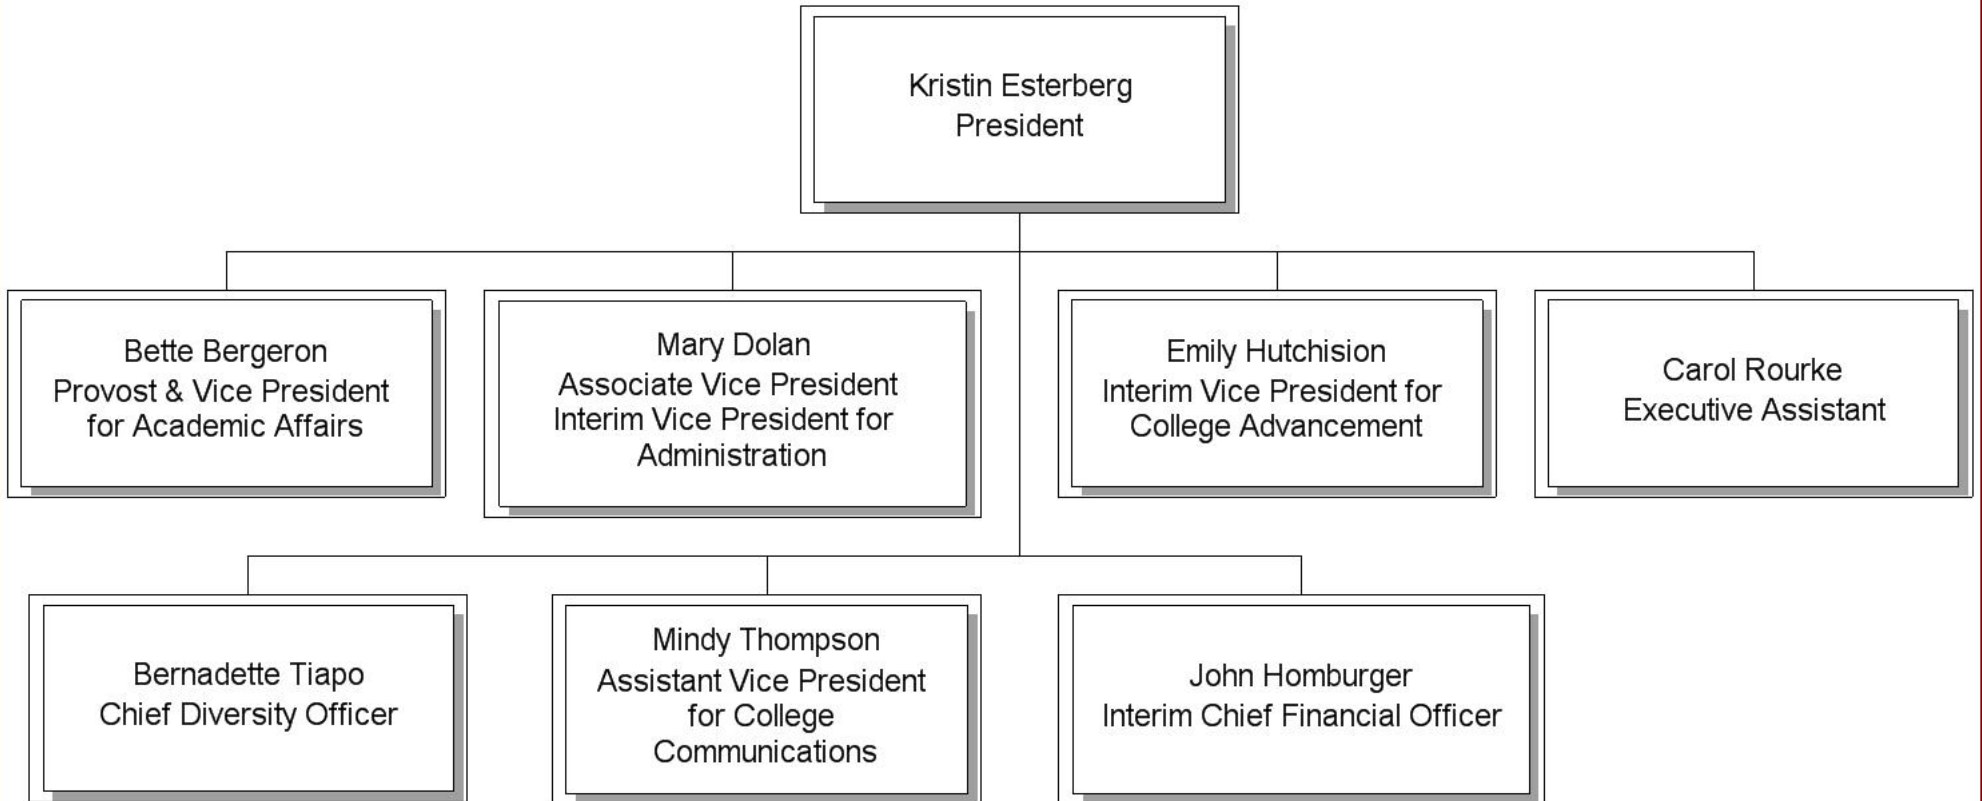 Kristin Esterberg
President
Bette Bergeron
Provost & Vice President
for Academic Affairs
Mary Dolan
Associate Vice President
Interim Vice President for
Administration
Emily Hutchision
Interim Vice President for
College Advancement
Carol Rourke
Executive Assistant
Bernadette Tiapo
Chief Diversity Officer
Mindy Thompson
Assistant Vice President
for College
Communications
John Homburger
Interim Chief Financial Officer